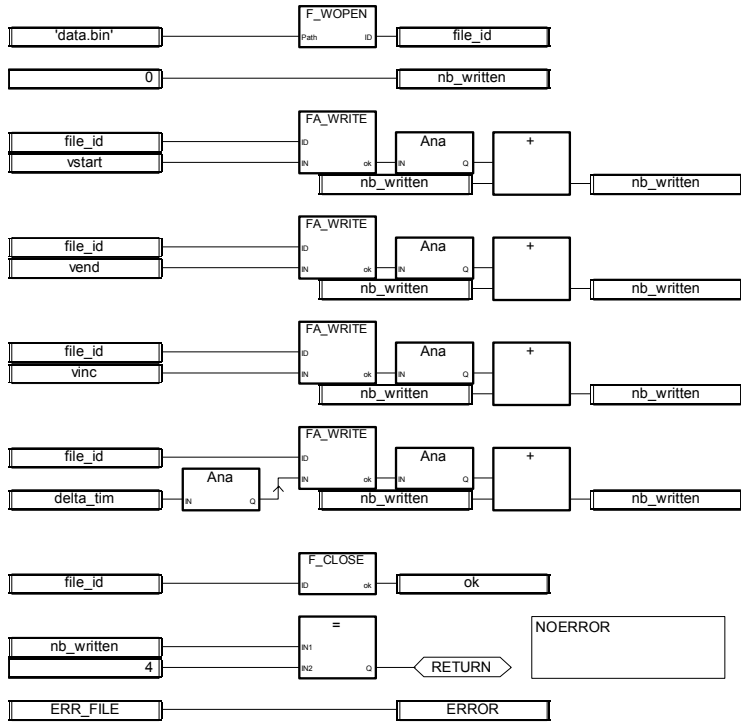 F_WOPEN
'data.bin' Path ID file_id
0 nb_written
FA_WRITE
file_id ID Ana +
vstart IN ok IN Q
nb_written nb_written
FA_WRITE
file_id ID Ana +
vend IN ok IN Q
nb_written nb_written
FA_WRITE
file_id ID Ana +
vinc IN ok IN Q
nb_written nb_written
FA_WRITE
file_id ID Ana +
Ana IN ok IN Q
delta_tim IN Q nb_written nb_written
F_CLOSE
file_id ID ok ok
= NOERROR
nb_written IN1
4 IN2 Q RETURN
ERR_FILE ERROR